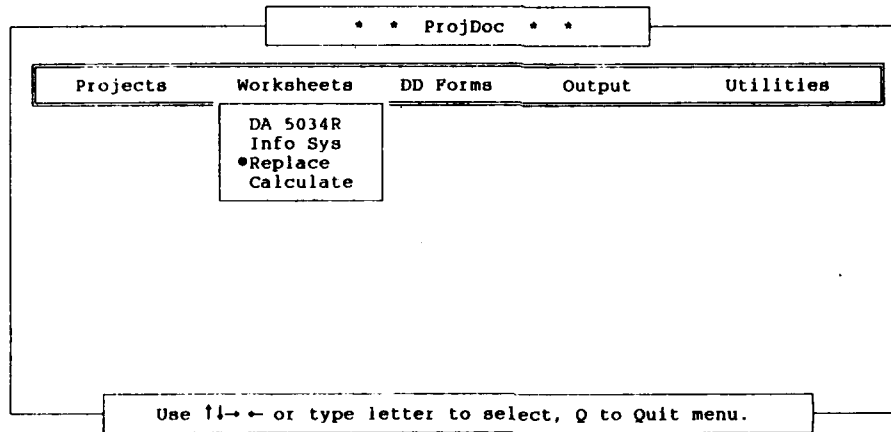 * * ProjDoc * *
Projects Worksheets DD Forms Output Utilities
DA 5034R
Info Sys
●Replace
Calculate
Use ↑↓→ ← or type letter to select, Q to Quit menu.